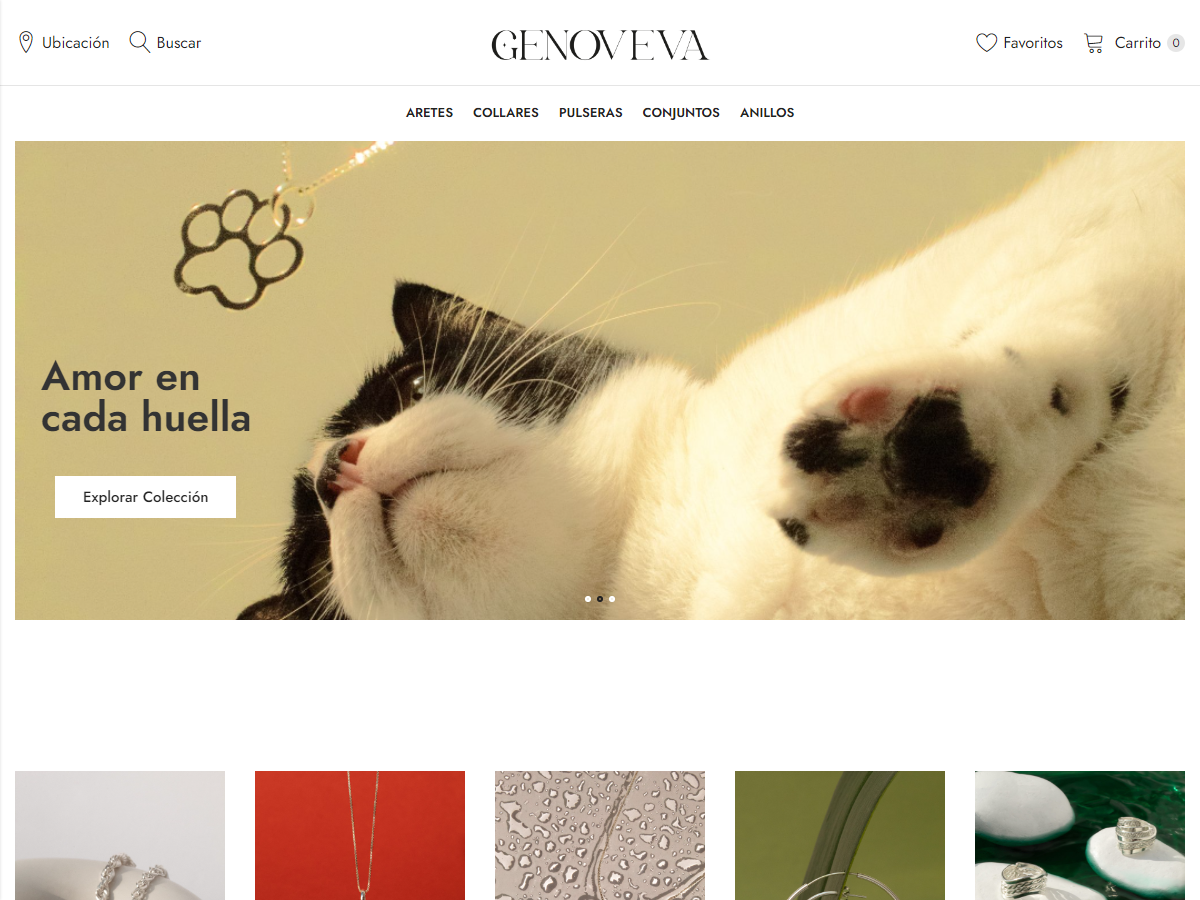 Ubicación
Buscar
GENOVEVA
Favoritos
Carrito 0
ARETES COLLARES PULSERAS CONJUNTOS ANILLOS
Amor en
cada huella
Explorar Colección